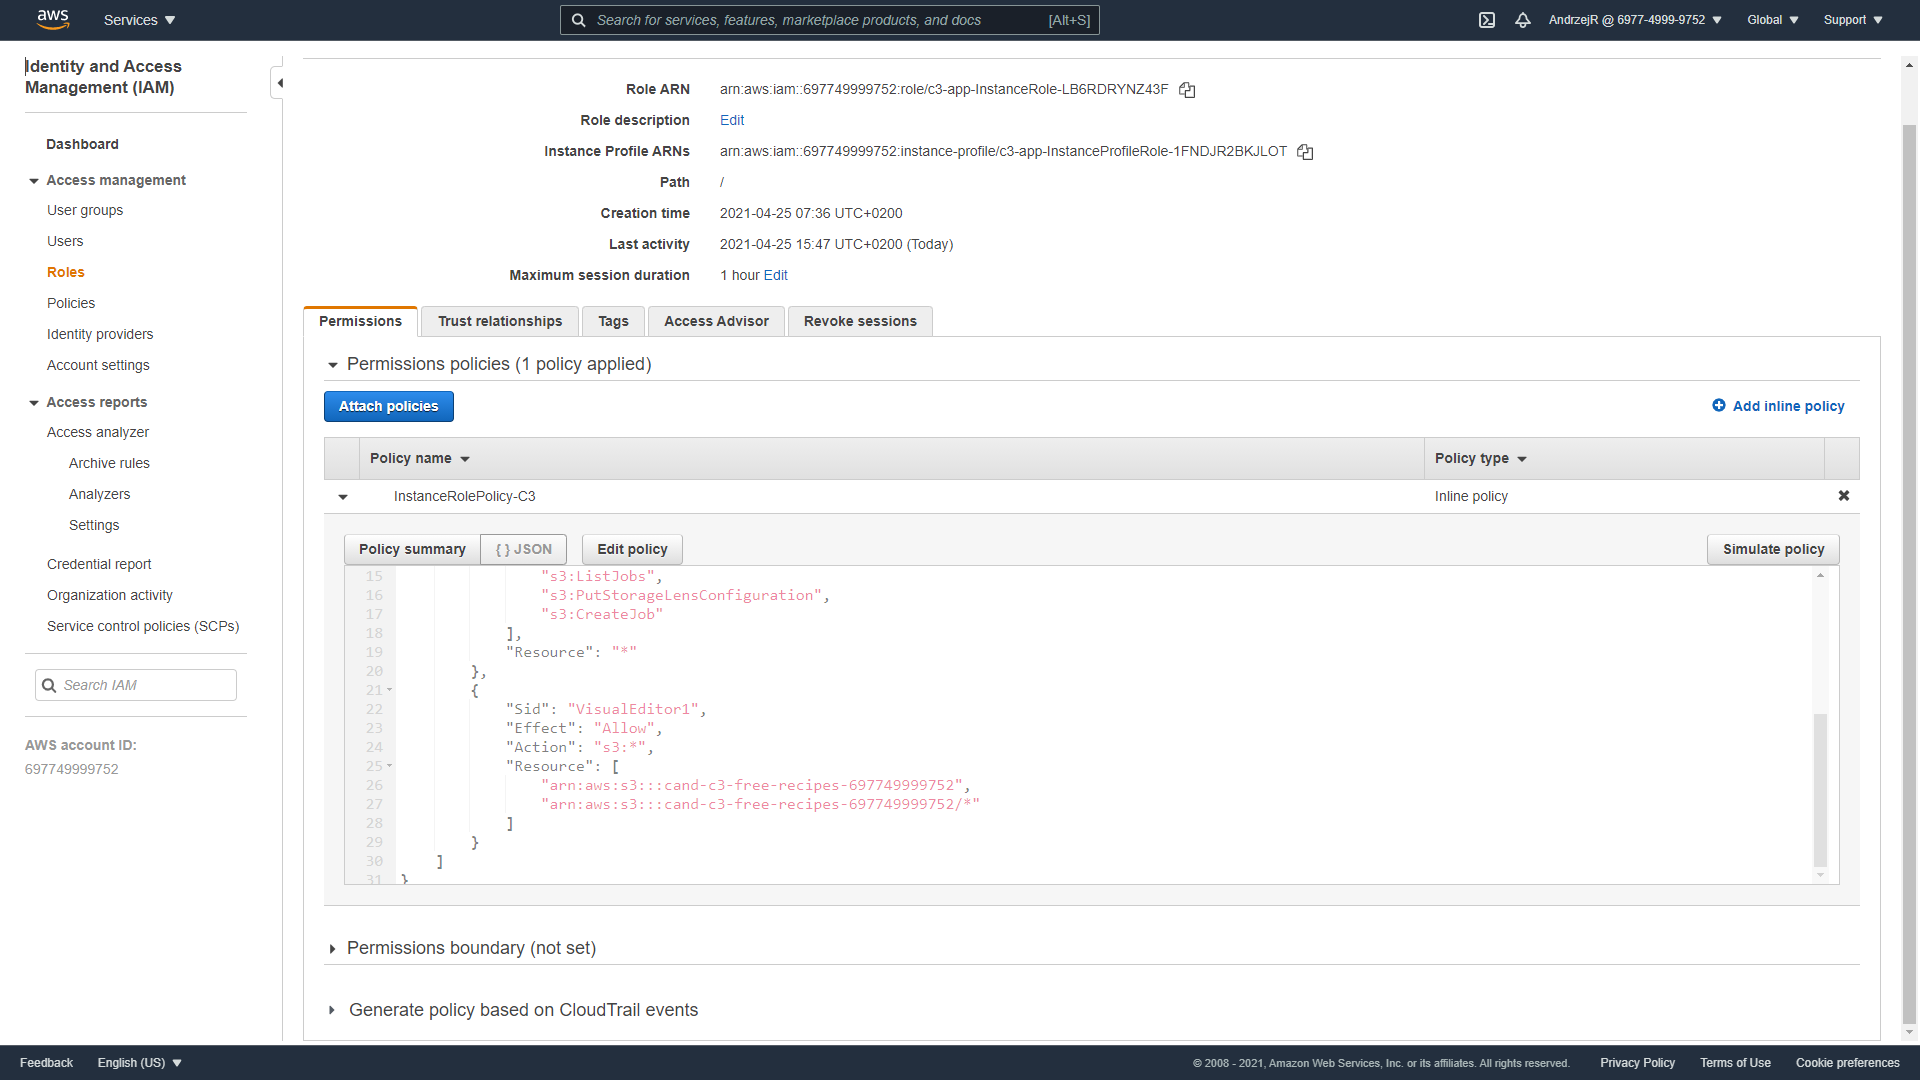 aws
Services
Search for services, features, marketplace products, and docs [Alt+S]
AndrzejR @ 6977-4999-9752
Global
Support
Identity and Access
Management (IAM)
Dashboard
Access management
User groups
Users
Roles
Policies
Identity providers
Account settings
Access reports
Access analyzer
Archive rules
Analyzers
Settings
Credential report
Organization activity
Service control policies (SCPs)
Search IAM
AWS account ID:
697749999752
Role ARN arn:aws:iam::697749999752:role/c3-app-InstanceRole-LB6RDRYNZ43F
Role description Edit
Instance Profile ARNs arn:aws:iam::697749999752:instance-profile/c3-app-InstanceProfileRole-1FNDJR2BKJLOT
Path /
Creation time 2021-04-25 07:36 UTC+0200
Last activity 2021-04-25 15:47 UTC+0200 (Today)
Maximum session duration 1 hour Edit
Permissions Trust relationships Tags Access Advisor Revoke sessions
Permissions policies (1 policy applied)
Attach policies
Add inline policy
Policy name Policy type
InstanceRolePolicy-C3 Inline policy
Policy summary { } JSON Edit policy Simulate policy
15 "s3:ListJobs",
16 "s3:PutStorageLensConfiguration",
17 "s3:CreateJob"
18 ],
19 "Resource": "*"
20 },
21 {
22 "Sid": "VisualEditor1",
23 "Effect": "Allow",
24 "Action": "s3:*",
25 "Resource": [
26 "arn:aws:s3:::cand-c3-free-recipes-697749999752",
27 "arn:aws:s3:::cand-c3-free-recipes-697749999752/*"
28 ]
29 }
30 ]
31 }
Permissions boundary (not set)
Generate policy based on CloudTrail events
Feedback English (US)
© 2008 - 2021, Amazon Web Services, Inc. or its affiliates. All rights reserved. Privacy Policy Terms of Use Cookie preferences